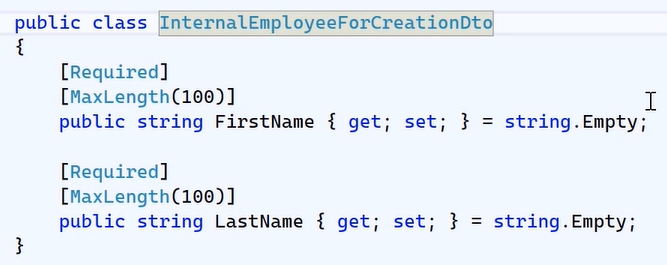 public class InternalEmployeeForCreationDto
{
    [Required]
    [MaxLength(100)]
    public string FirstName { get; set; } = string.Empty;

    [Required]
    [MaxLength(100)]
    public string LastName { get; set; } = string.Empty;
}